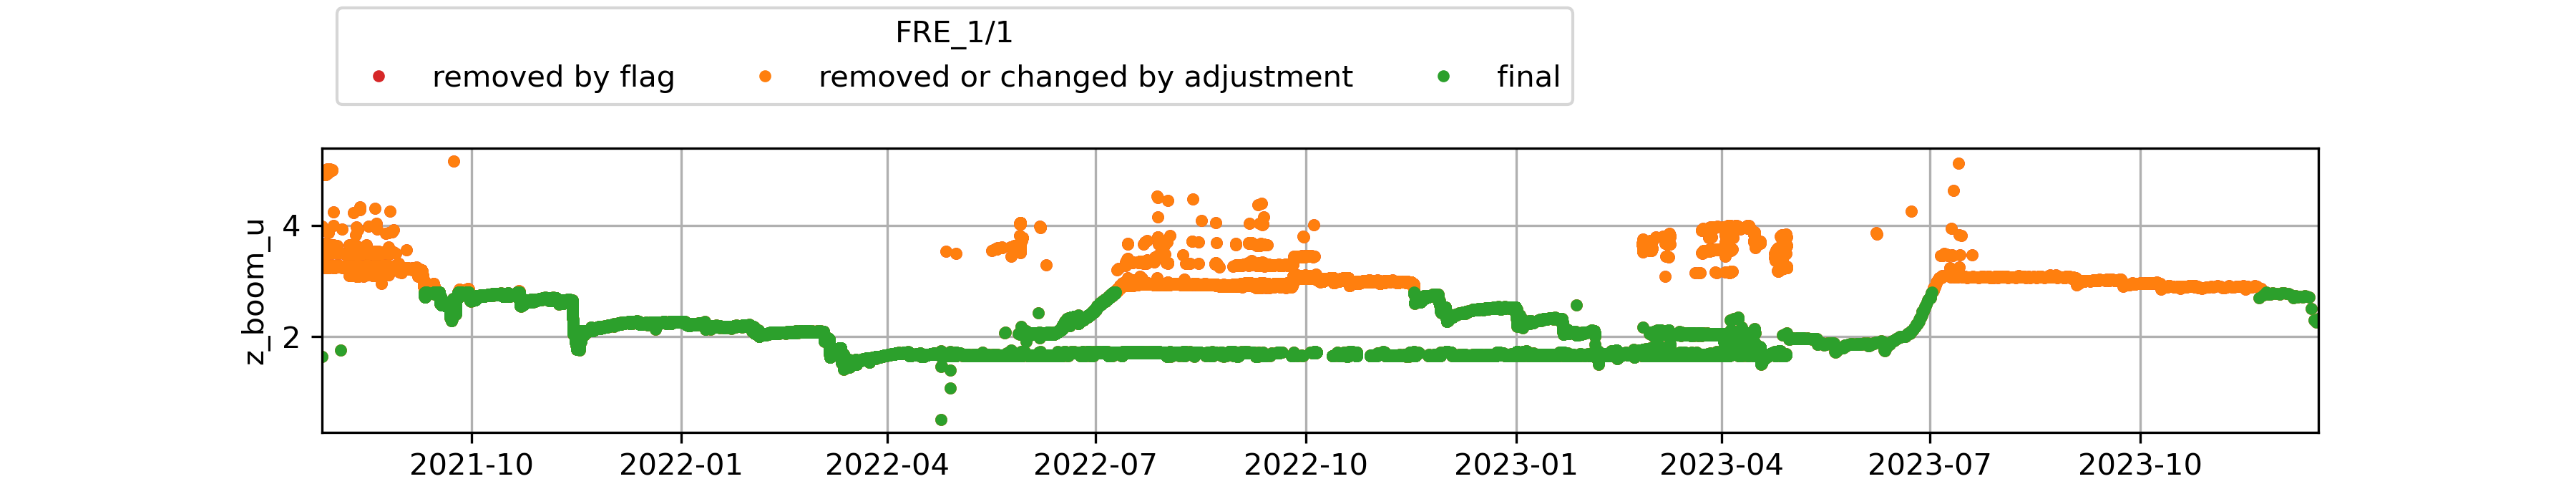 FRE_1/1
removed by flag removed or changed by adjustment final
z_boom_u
4
2
2021-10 2022-01 2022-04 2022-07 2022-10 2023-01 2023-04 2023-07 2023-10